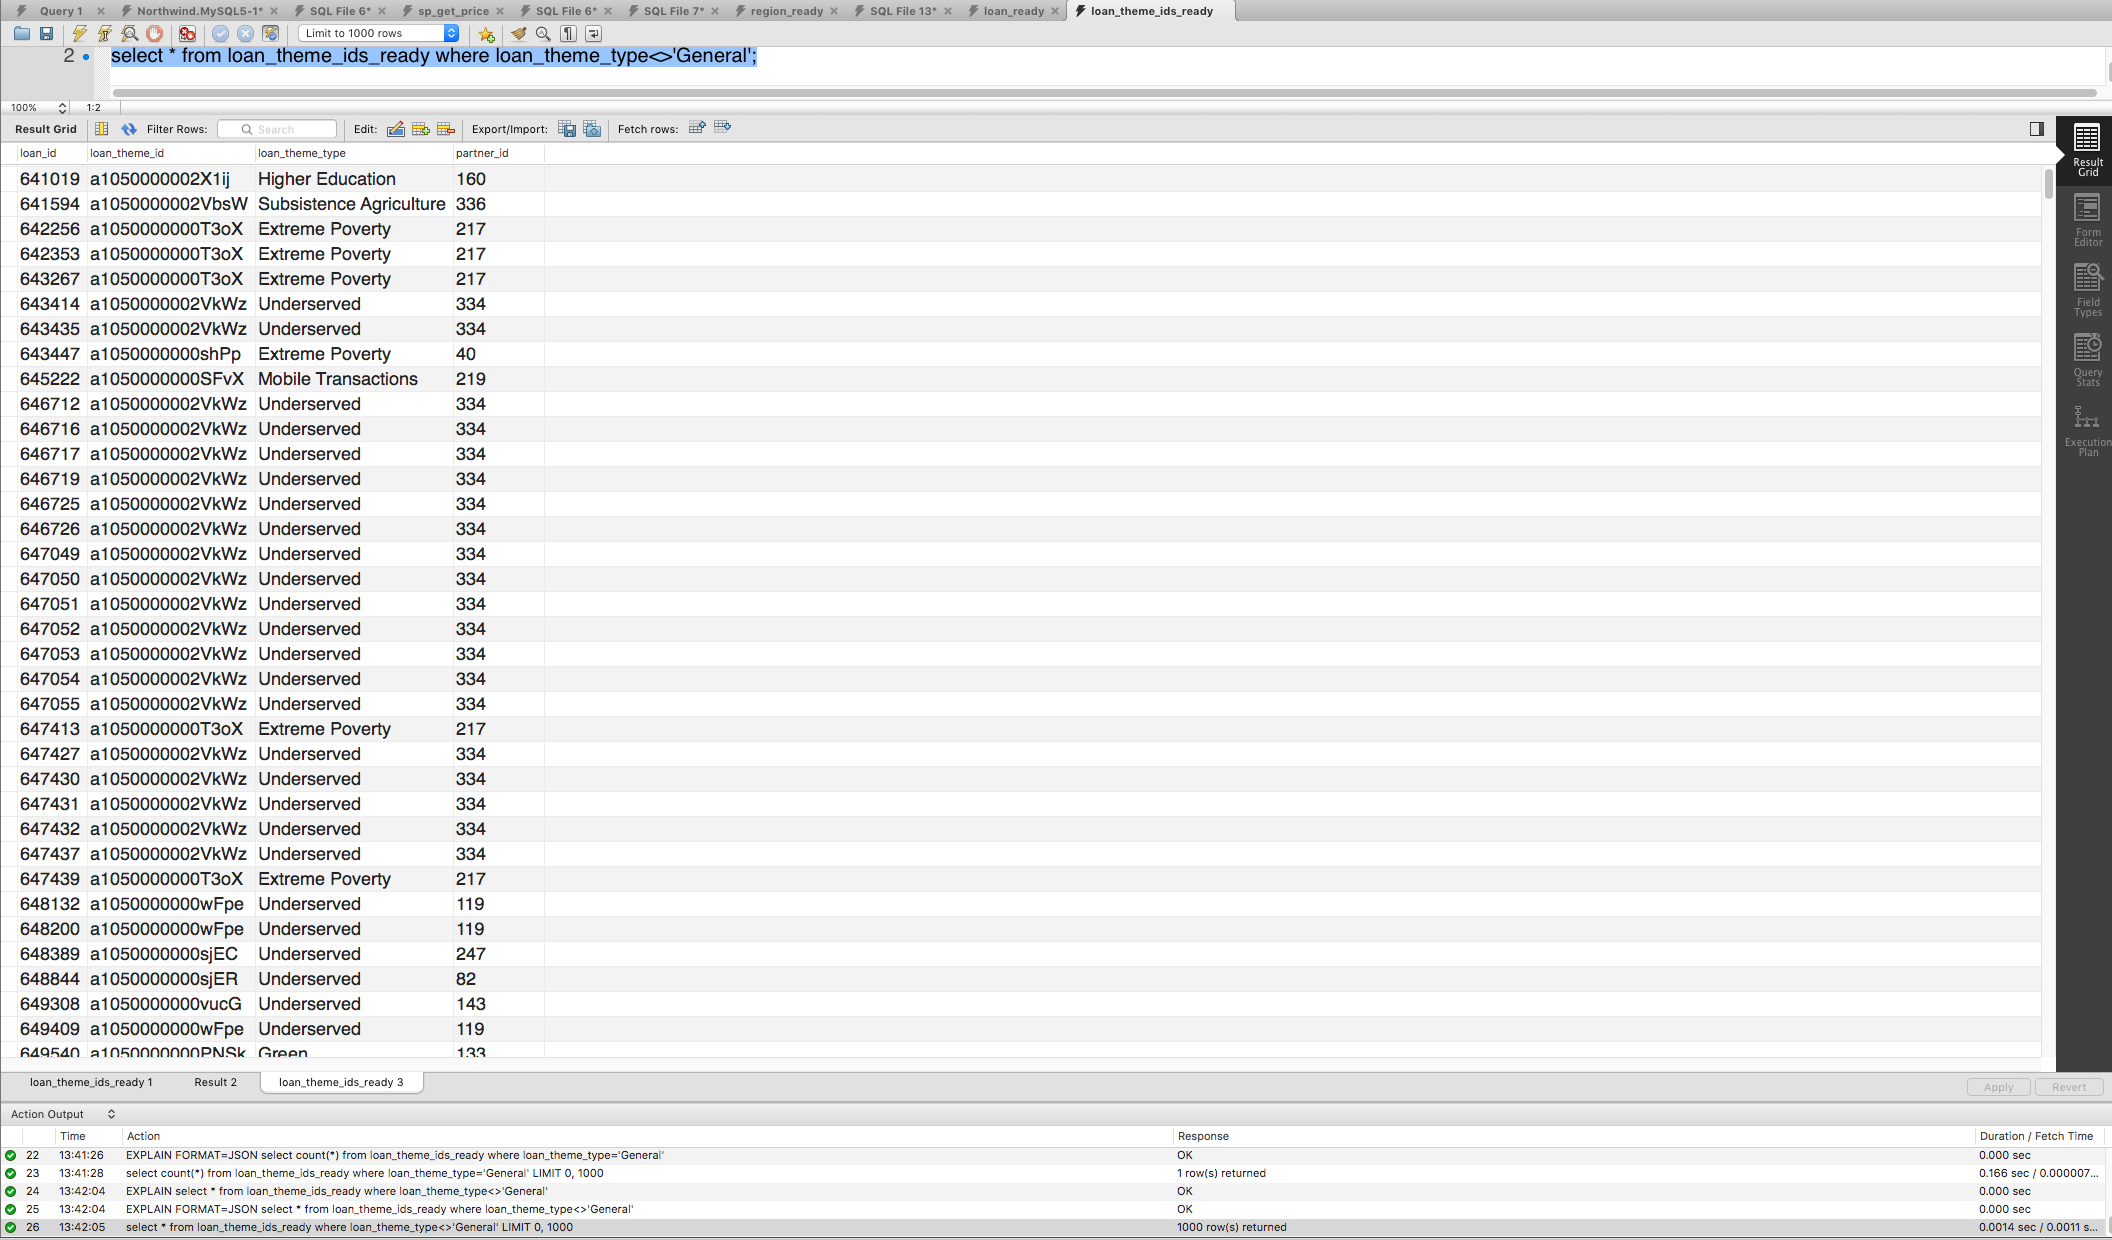 Query 1 Northwind.MySQL5-1* SQL File 6* sp_get_price SQL File 6* SQL File 7* region_ready SQL File 13* loan_ready loan_theme_ids_ready
Limit to 1000 rows
2 select * from loan_theme_ids_ready where loan_theme_type<>'General';
100% 1:2
Result Grid Filter Rows: Search Edit: Export/Import: Fetch rows:
loan_id loan_theme_id loan_theme_type partner_id
641019 a1050000002X1ij Higher Education 160
641594 a1050000002VbsW Subsistence Agriculture 336
642256 a1050000000T3oX Extreme Poverty 217
642353 a1050000000T3oX Extreme Poverty 217
643267 a1050000000T3oX Extreme Poverty 217
643414 a1050000002VkWz Underserved 334
643435 a1050000002VkWz Underserved 334
643447 a1050000000shPp Extreme Poverty 40
645222 a1050000000SFvX Mobile Transactions 219
646712 a1050000002VkWz Underserved 334
646716 a1050000002VkWz Underserved 334
646717 a1050000002VkWz Underserved 334
646719 a1050000002VkWz Underserved 334
646725 a1050000002VkWz Underserved 334
646726 a1050000002VkWz Underserved 334
647049 a1050000002VkWz Underserved 334
647050 a1050000002VkWz Underserved 334
647051 a1050000002VkWz Underserved 334
647052 a1050000002VkWz Underserved 334
647053 a1050000002VkWz Underserved 334
647054 a1050000002VkWz Underserved 334
647055 a1050000002VkWz Underserved 334
647413 a1050000000T3oX Extreme Poverty 217
647427 a1050000002VkWz Underserved 334
647430 a1050000002VkWz Underserved 334
647431 a1050000002VkWz Underserved 334
647432 a1050000002VkWz Underserved 334
647437 a1050000002VkWz Underserved 334
647439 a1050000000T3oX Extreme Poverty 217
648132 a1050000000wFpe Underserved 119
648200 a1050000000wFpe Underserved 119
648389 a1050000000sjEC Underserved 247
648844 a1050000000sjER Underserved 82
649308 a1050000000vucG Underserved 143
649409 a1050000000wFpe Underserved 119
649540 a1050000000PNSk Green 133
Result
Grid
Form
Editor
Field
Types
Query
Stats
Execution
Plan
loan_theme_ids_ready 1 Result 2 loan_theme_ids_ready 3 Apply Revert
Action Output
Time Action Response Duration / Fetch Time
22 13:41:26 EXPLAIN FORMAT=JSON select count(*) from loan_theme_ids_ready where loan_theme_type='General' OK 0.000 sec
23 13:41:28 select count(*) from loan_theme_ids_ready where loan_theme_type='General' LIMIT 0, 1000 1 row(s) returned 0.166 sec / 0.000007...
24 13:42:04 EXPLAIN select * from loan_theme_ids_ready where loan_theme_type<>'General' OK 0.000 sec
25 13:42:04 EXPLAIN FORMAT=JSON select * from loan_theme_ids_ready where loan_theme_type<>'General' OK 0.000 sec
26 13:42:05 select * from loan_theme_ids_ready where loan_theme_type<>'General' LIMIT 0, 1000 1000 row(s) returned 0.0014 sec / 0.0011 s...